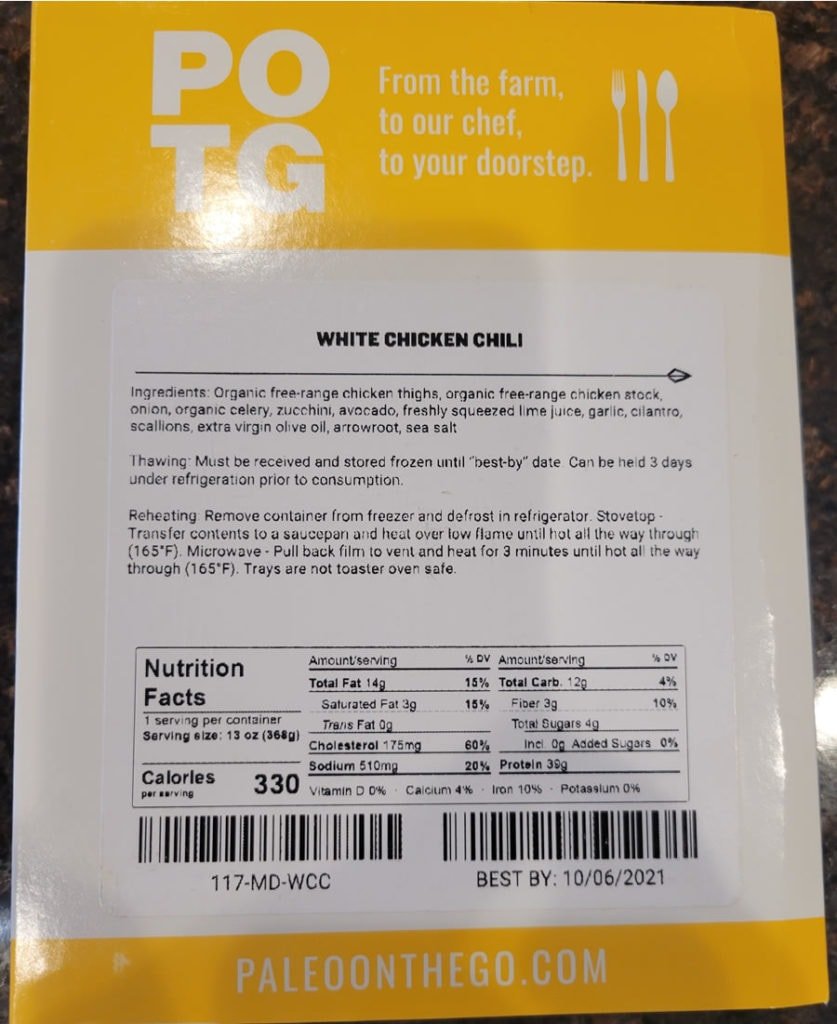 PO
TG
From the farm,
to our chef,
to your doorstep.
WHITE CHICKEN CHILI
Ingredients: Organic free-range chicken thighs, organic free-range chicken stock,
onion, organic celery, zucchini, avocado, freshly squeezed lime juice, garlic, cilantro,
scallions, extra virgin olive oil, arrowroot, sea salt
Thawing: Must be received and stored frozen until "best-by" date. Can be held 3 days
under refrigeration prior to consumption.
Reheating: Remove container from freezer and defrost in refrigerator. Stovetop -
Transfer contents to a saucepan and heat over low flame until hot all the way through
(165°F). Microwave - Pull back film to vent and heat for 3 minutes until hot all the way
through (165°F). Trays are not toaster oven safe.
Nutrition
Facts
1 serving per container
Serving size: 13 oz (368g)
Calories
per serving
330
Amount/serving % DV
Total Fat 14g 15%
Saturated Fat 3g 15%
Trans Fat 0g
Cholesterol 175mg 60%
Sodium 510mg 20%
Amount/serving % DV
Total Carb. 12g 4%
Fiber 3g 10%
Total Sugars 4g
Incl. 0g Added Sugars 0%
Protein 39g
Vitamin D 0% · Calcium 4% · Iron 10% · Potassium 0%
117-MD-WCC
BEST BY: 10/06/2021
PALEOONTHEGO.COM